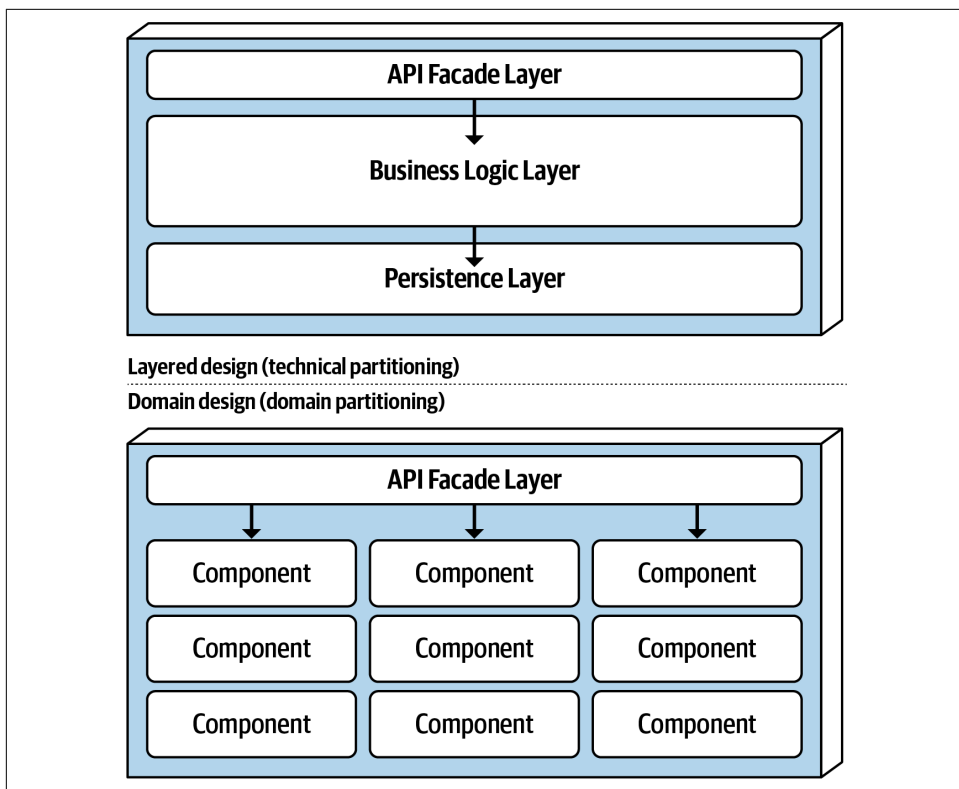 API Facade Layer
Business Logic Layer
Persistence Layer
Layered design (technical partitioning)
Domain design (domain partitioning)
API Facade Layer
Component Component Component
Component Component Component
Component Component Component